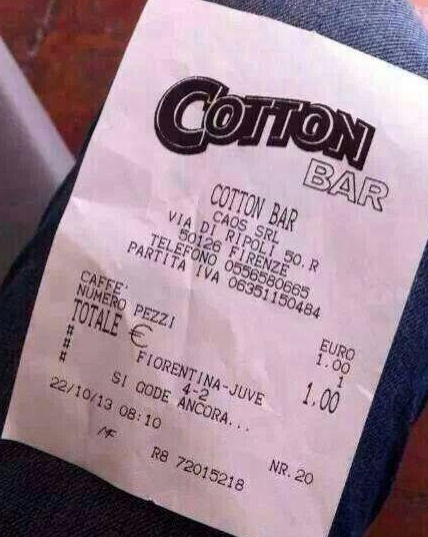 COTTON
BAR
COTTON BAR
CAOS SRL
VIA DI RIPOLI 50.R
50126 FIRENZE
TELEFONO 0556580665
PARTITA IVA 06351150484
EURO
CAFFE' 1.00
NUMERO PEZZI 1
TOTALE € 1.00
# FIORENTINA-JUVE
# 4-2
# SI GODE ANCORA...
22/10/13 08:10 NR.20
MF R8 72015218